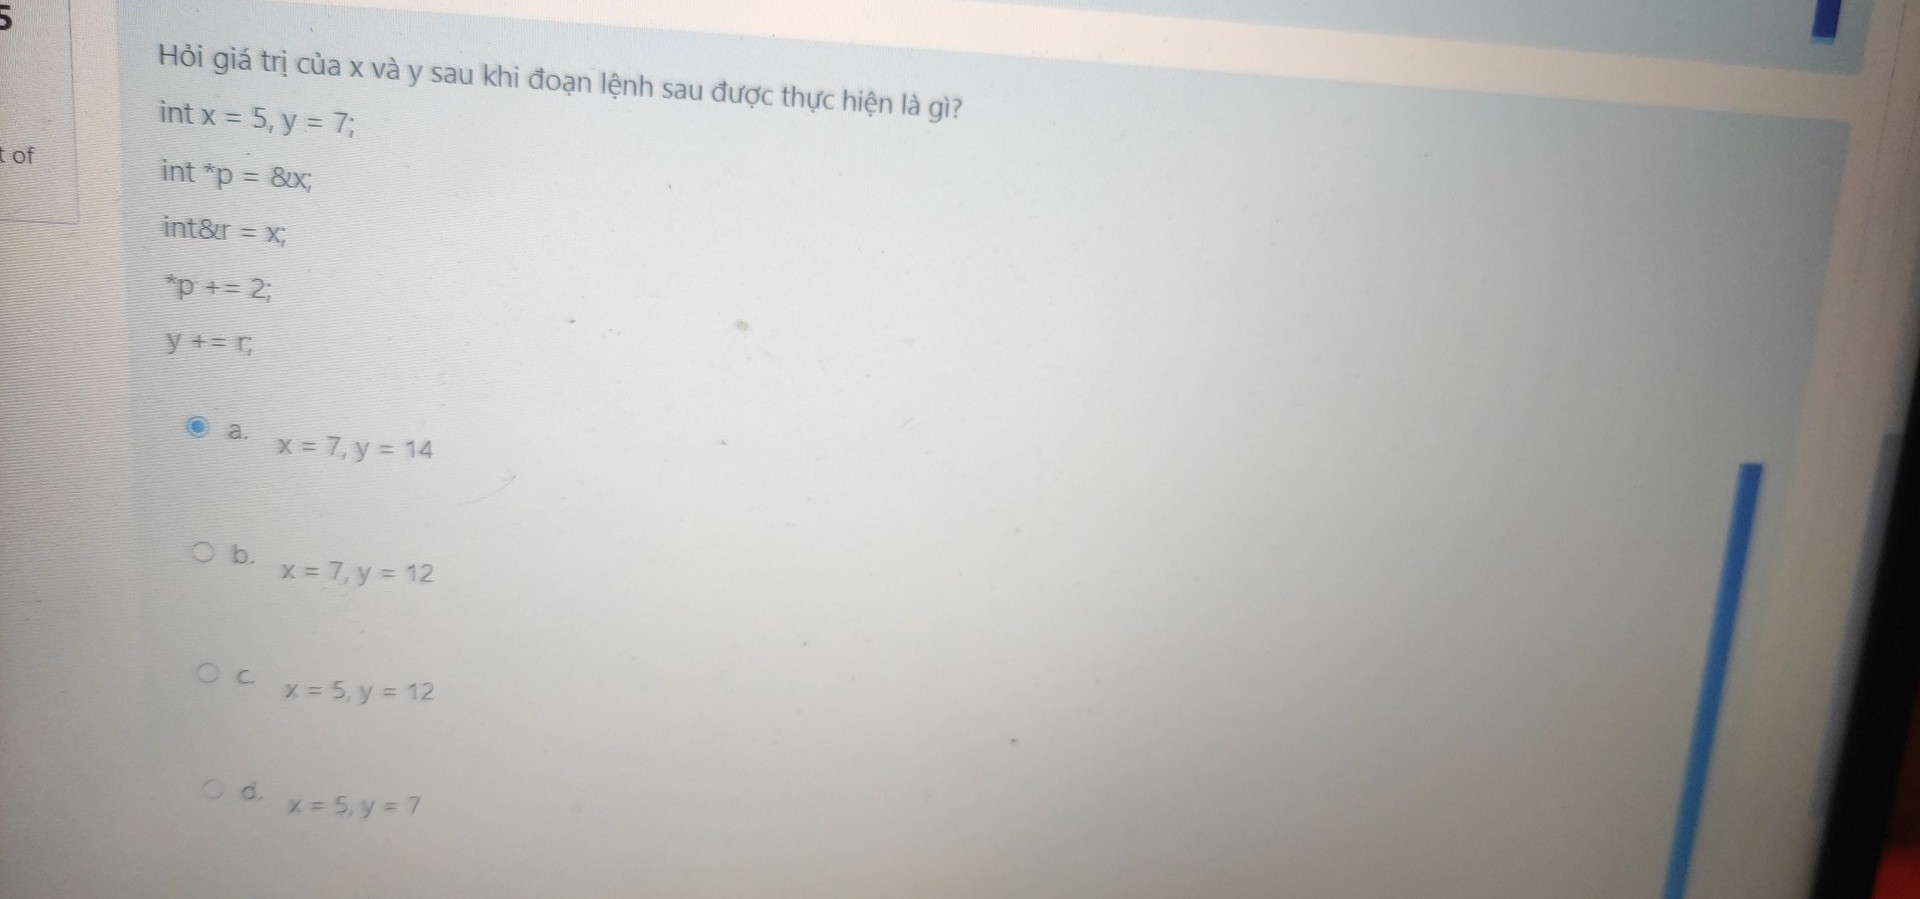 5
t of
Hỏi giá trị của x và y sau khi đoạn lệnh sau được thực hiện là gì?
int x = 5, y = 7;
int *p = &x;
int&r = x;
*p += 2;
y += r;
a. x = 7, y = 14
b. x = 7, y = 12
c. x = 5, y = 12
d. x = 5, y = 7